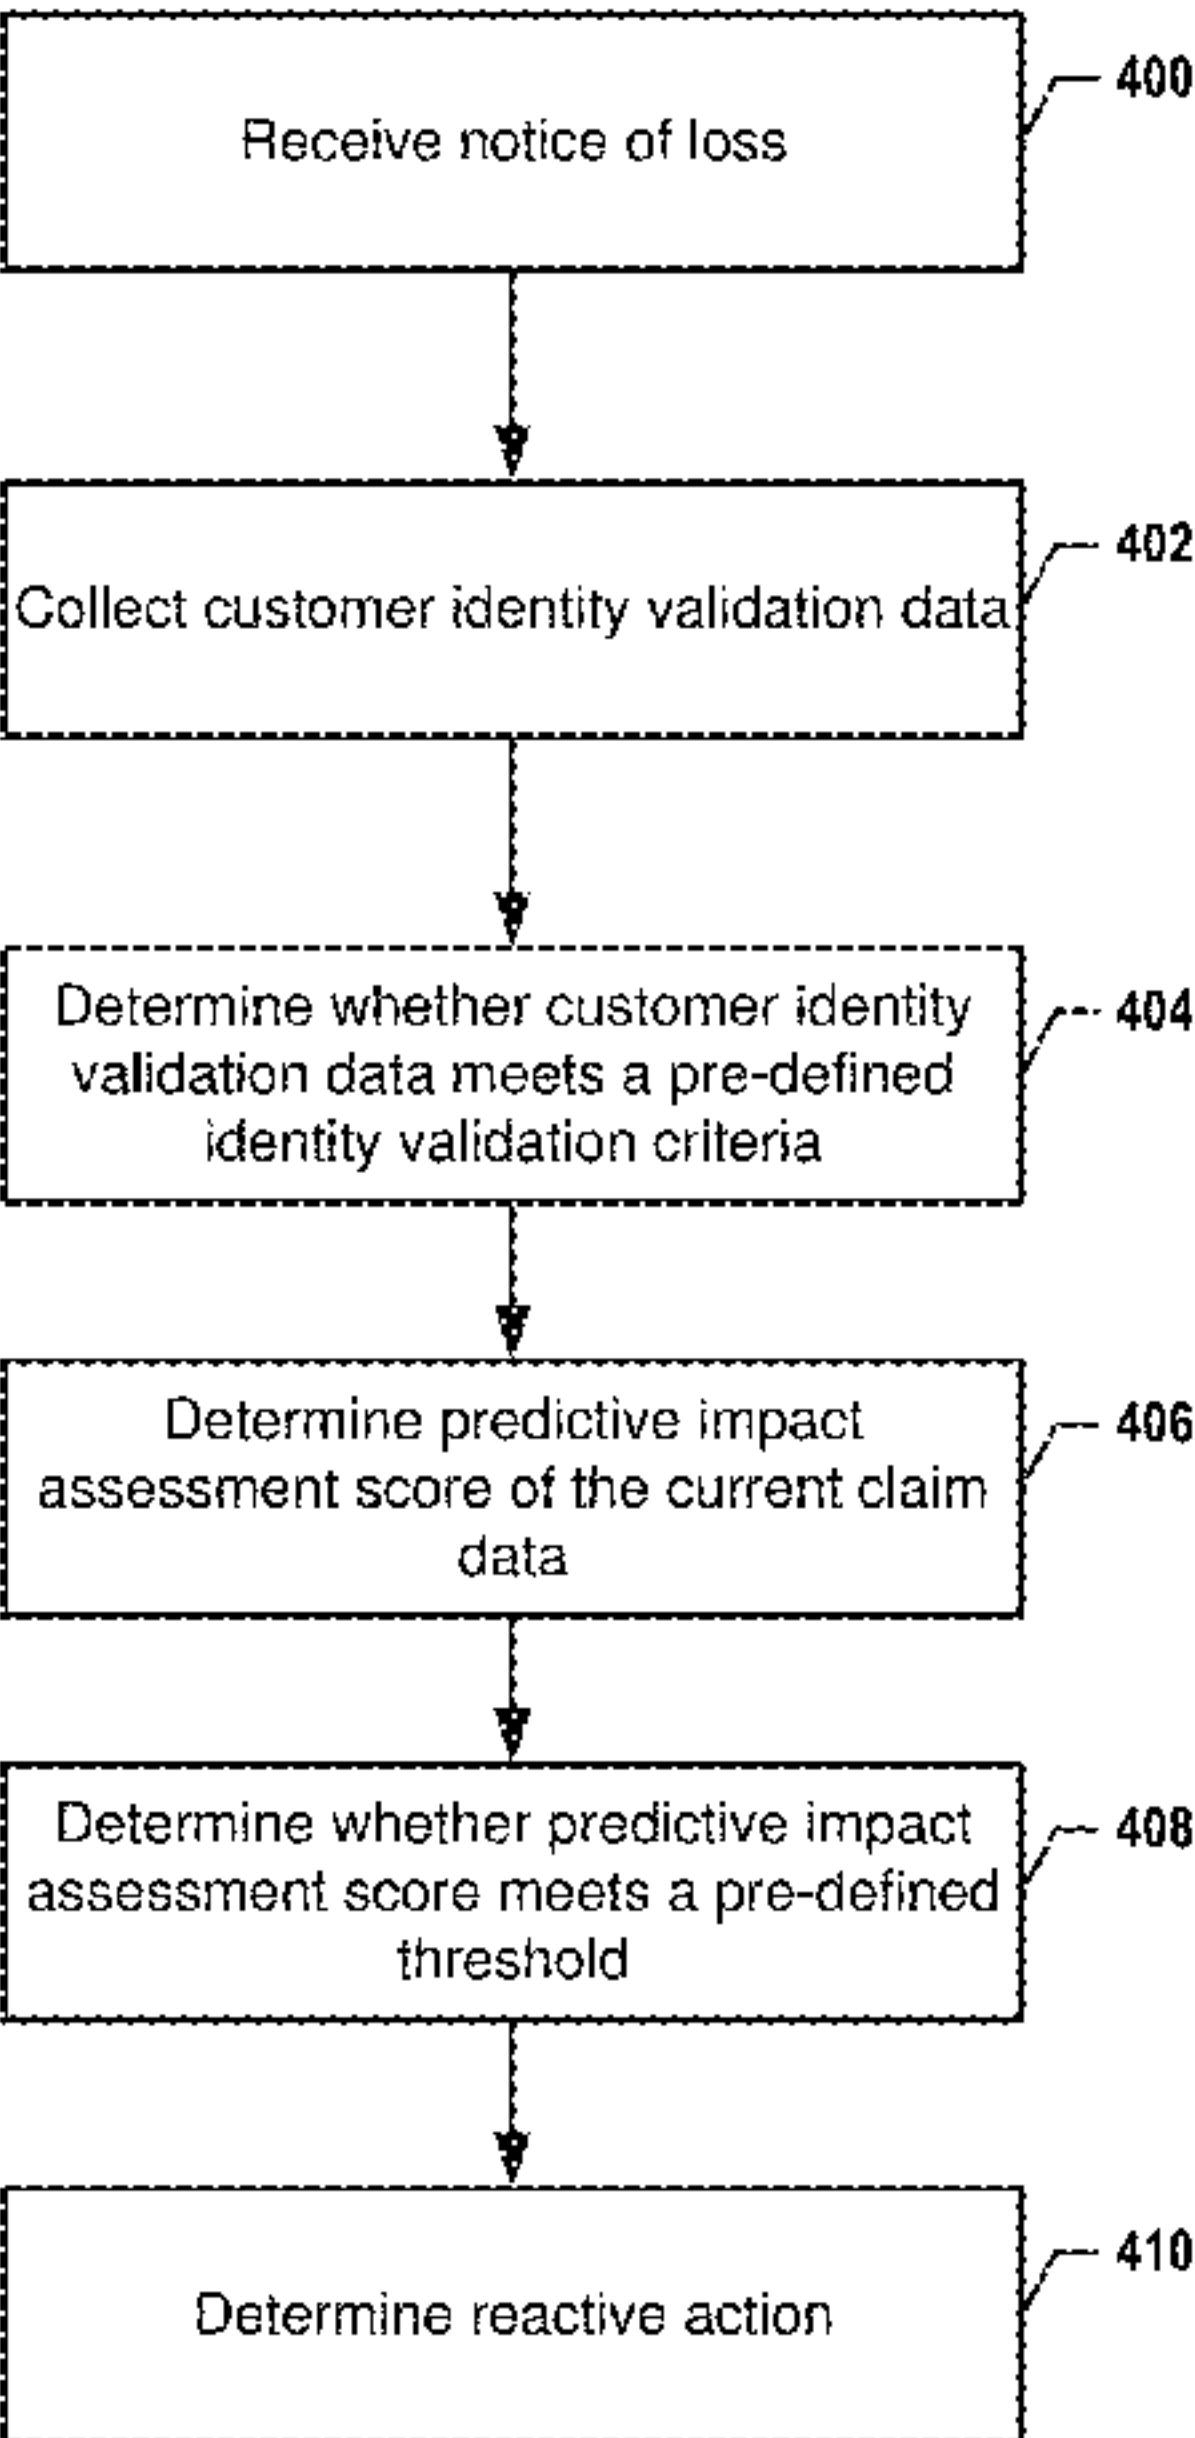 400
Receive notice of loss
402
Collect customer identity validation data
404
Determine whether customer identity
validation data meets a pre-defined
identity validation criteria
406
Determine predictive impact
assessment score of the current claim
data
408
Determine whether predictive impact
assessment score meets a pre-defined
threshold
410
Determine reactive action